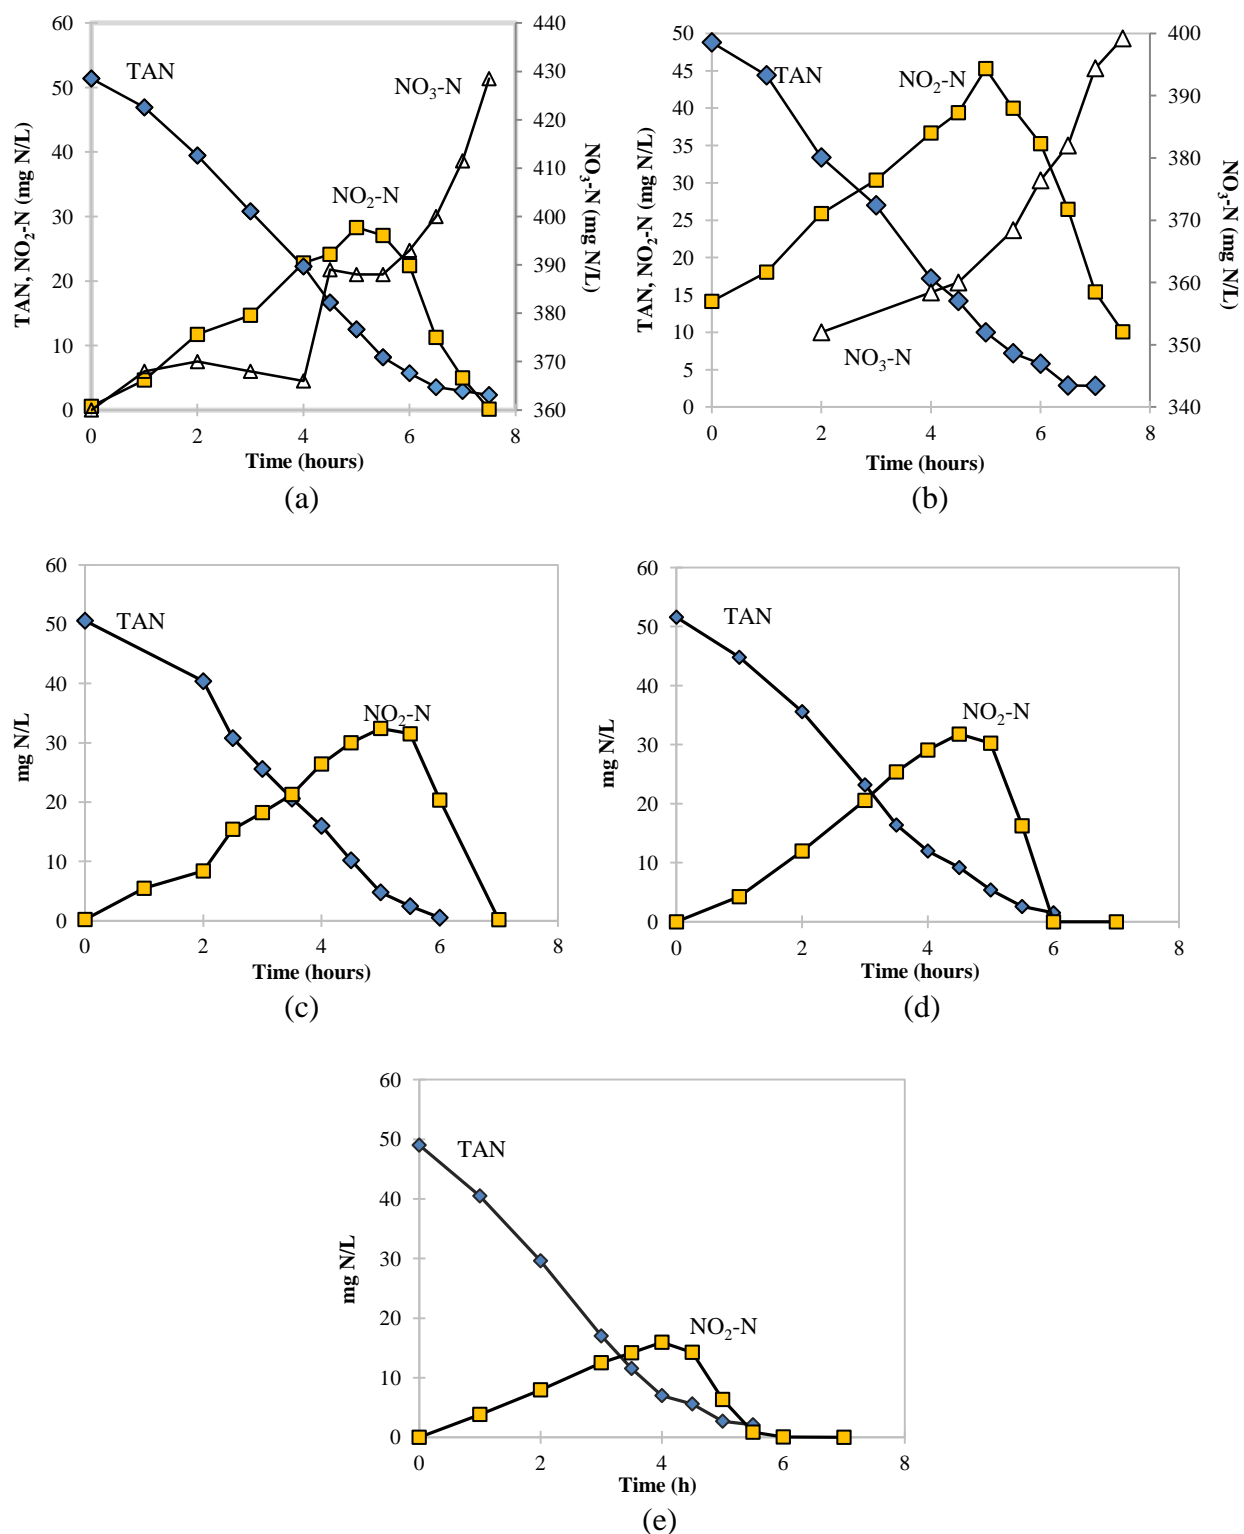 60
50
40
30
20
10
0
440
430
420
410
400
390
380
370
360
0
2
4
6
8
TAN
NO₃-N
NO₂-N
TAN, NO₂-N (mg N/L)
NO₃-N (mg N/L)
Time (hours)
(a)
50
45
40
35
30
25
20
15
10
5
0
400
390
380
370
360
350
340
0
2
4
6
8
TAN
NO₂-N
NO₃-N
TAN, NO₂-N (mg N/L)
NO₃-N (mg N/L)
Time (hours)
(b)
60
50
40
30
20
10
0
0
2
4
6
8
TAN
NO₂-N
mg N/L
Time (hours)
(c)
60
50
40
30
20
10
0
0
2
4
6
8
TAN
NO₂-N
mg N/L
Time (hours)
(d)
60
50
40
30
20
10
0
0
2
4
6
8
TAN
NO₂-N
mg N/L
Time (h)
(e)